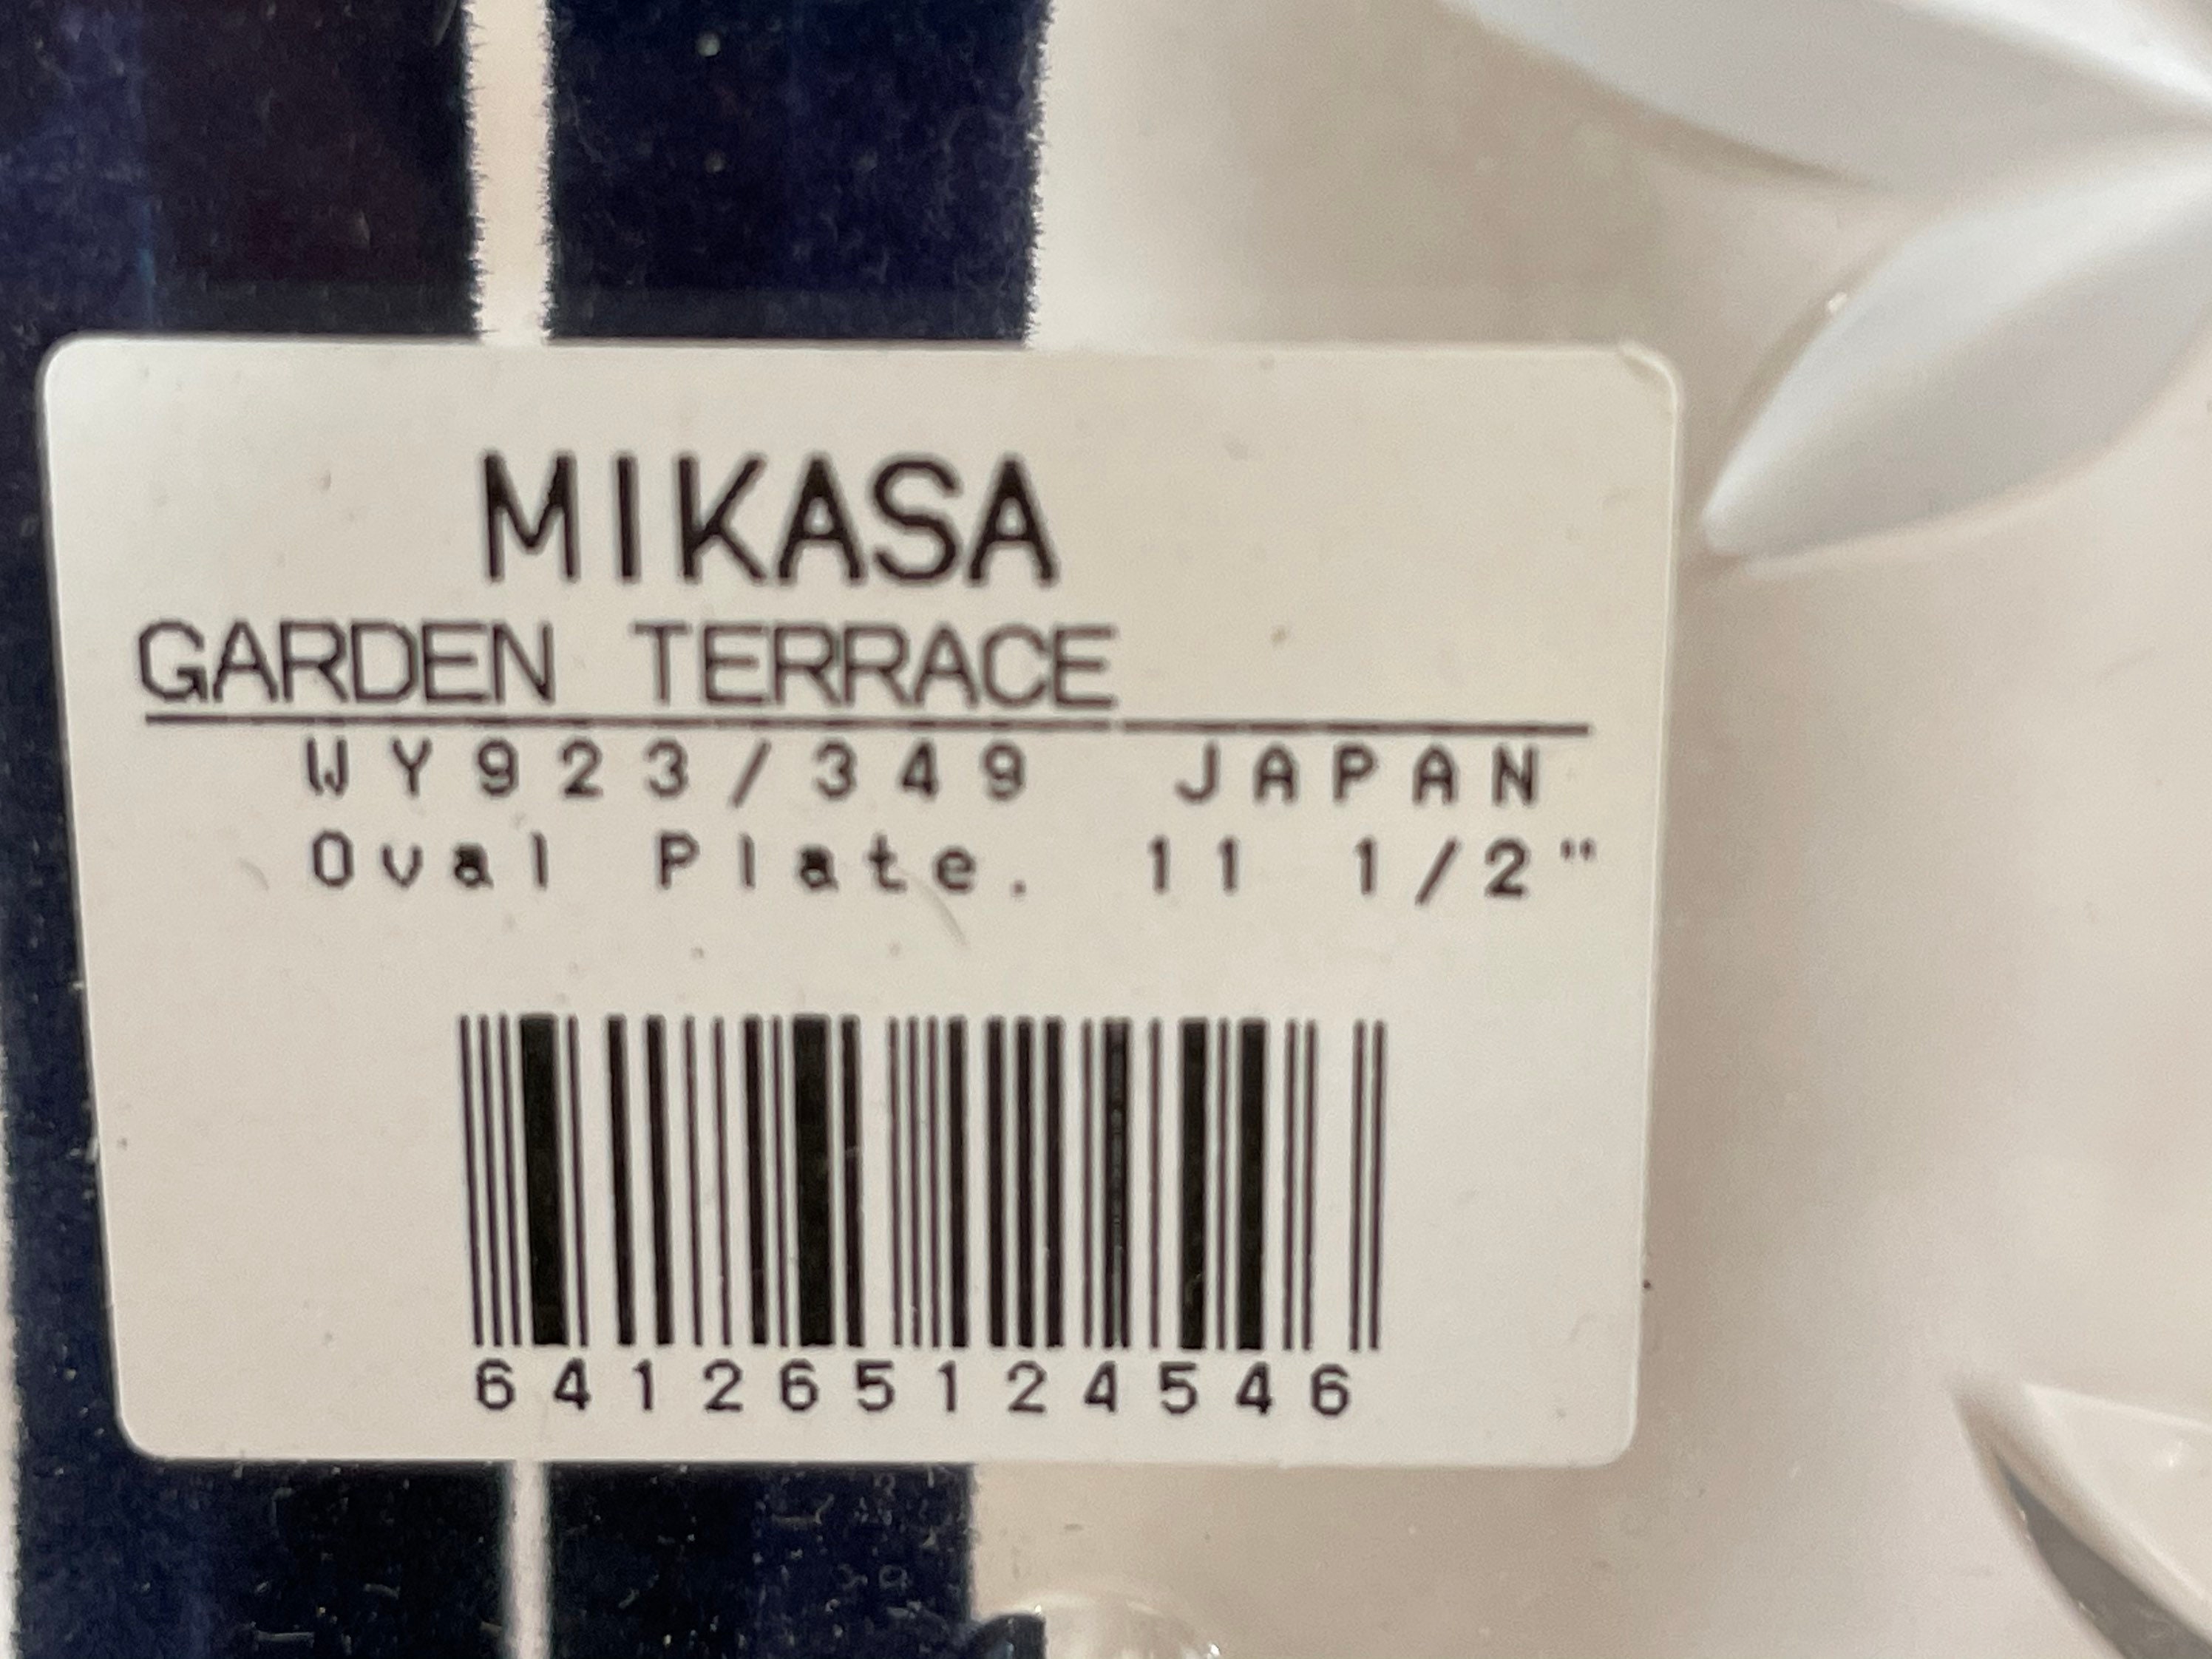 MIKASA
GARDEN TERRACE
WY923/349 JAPAN
Oval Plate. 11 1/2"
641265124546